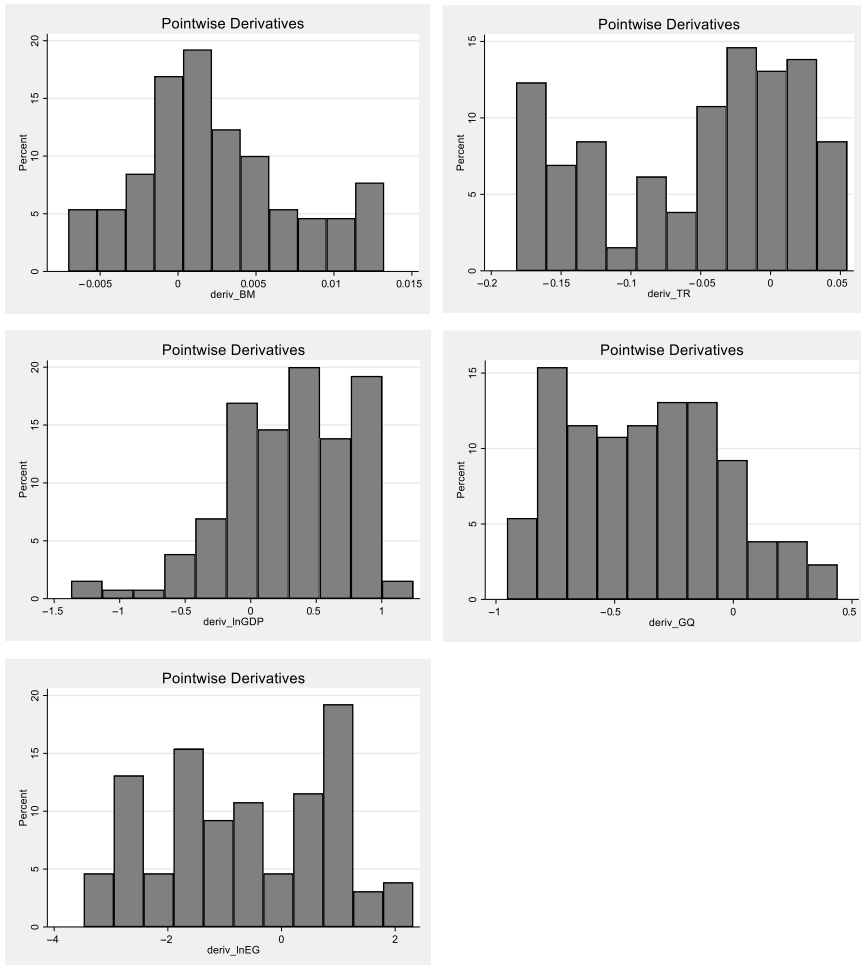 Pointwise Derivatives
20
15
10
5
0
Percent
−0.005 0 0.005 0.01 0.015
deriv_BM
Pointwise Derivatives
15
10
5
0
Percent
−0.2 −0.15 −0.1 −0.05 0 0.05
deriv_TR
Pointwise Derivatives
20
15
10
5
0
Percent
−1.5 −1 −0.5 0 0.5 1
deriv_lnGDP
Pointwise Derivatives
15
10
5
0
Percent
−1 −0.5 0 0.5
deriv_GQ
Pointwise Derivatives
20
15
10
5
0
Percent
−4 −2 0 2
deriv_lnEG